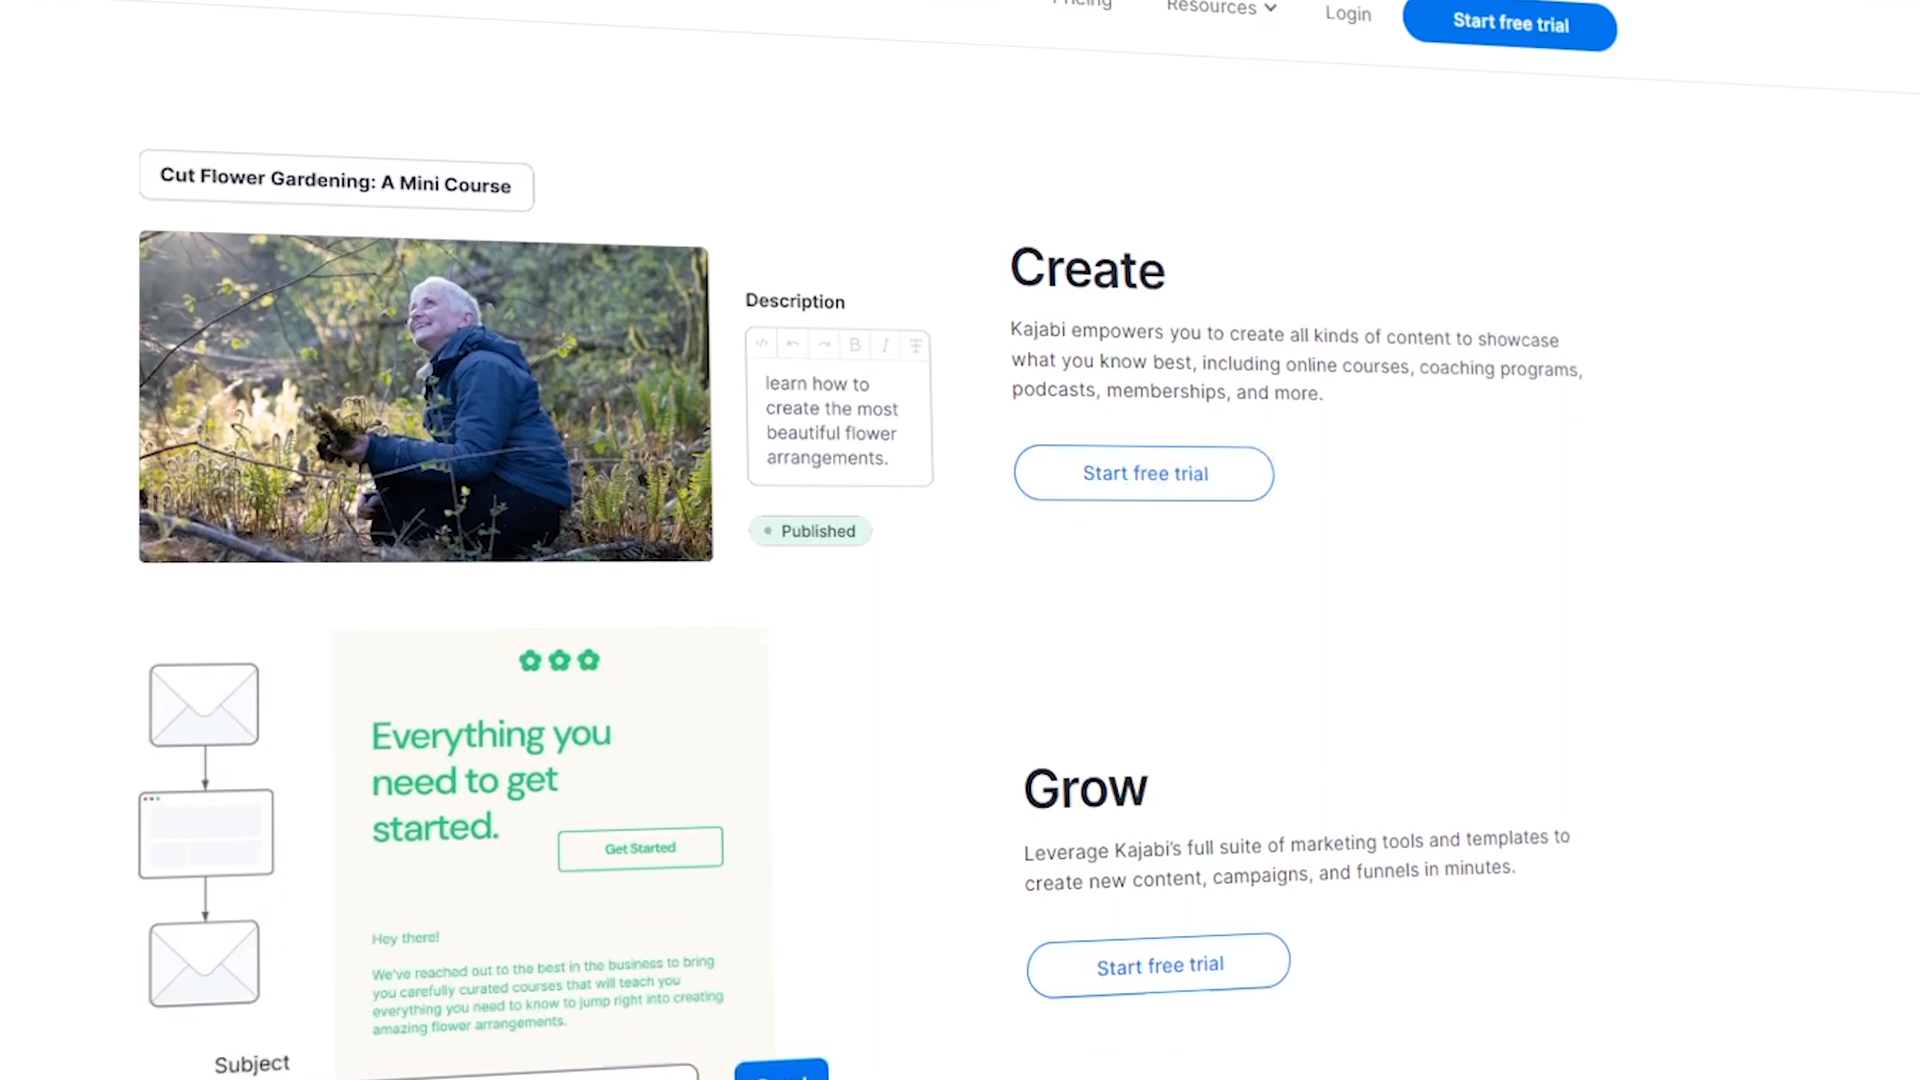 Pricing
Resources
Login
Start free trial
Cut Flower Gardening: A Mini Course
Description
B I
learn how to
create the most
beautiful flower
arrangements.
Published
Create
Kajabi empowers you to create all kinds of content to showcase
what you know best, including online courses, coaching programs,
podcasts, memberships, and more.
Start free trial
Everything you
need to get
started.
Get Started
Hey there!
We've reached out to the best in the business to bring
you carefully curated courses that will teach you
everything you need to know to jump right into creating
amazing flower arrangements.
Subject
Grow
Leverage Kajabi's full suite of marketing tools and templates to
create new content, campaigns, and funnels in minutes.
Start free trial